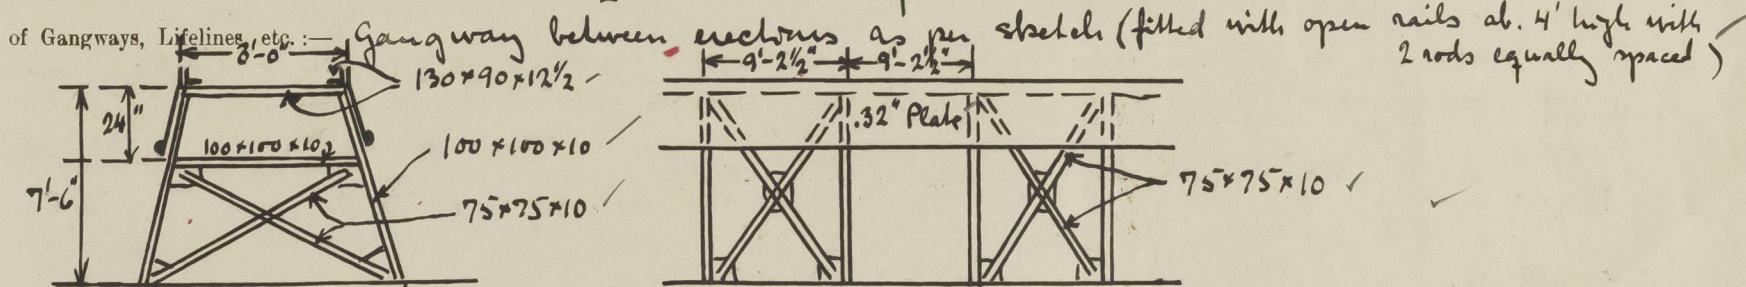 of Gangways, Lifelines, etc. :— Gangway between erections as per sketch (fitted with open rails ab. 4' high with
2 rods equally spaced)
3'-0"
130 x 90 x 12½
9'-2½" 9'-2½"
24"
.32" Plate
100 x 100 x 10
100 x 100 x 10
7'-6"
75 x 75 x 10
75 x 75 x 10